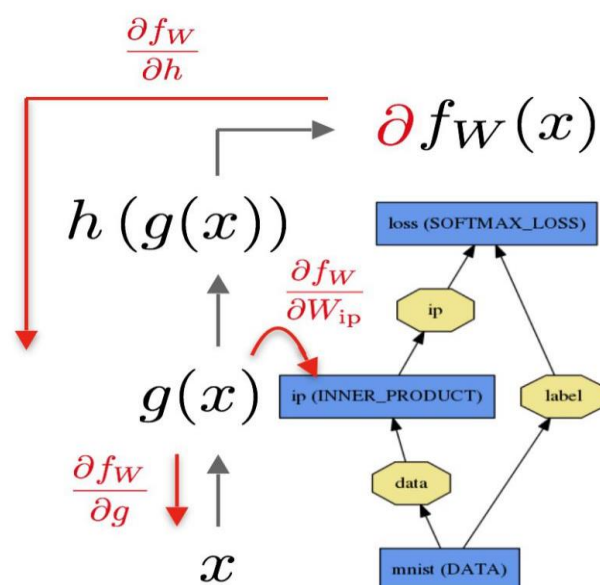 ∂f_W/∂h
∂f_W(x)
h (g(x))
loss (SOFTMAX_LOSS)
∂f_W/∂W_ip
ip
g(x)
ip (INNER_PRODUCT)
label
∂f_W/∂g
data
x
mnist (DATA)